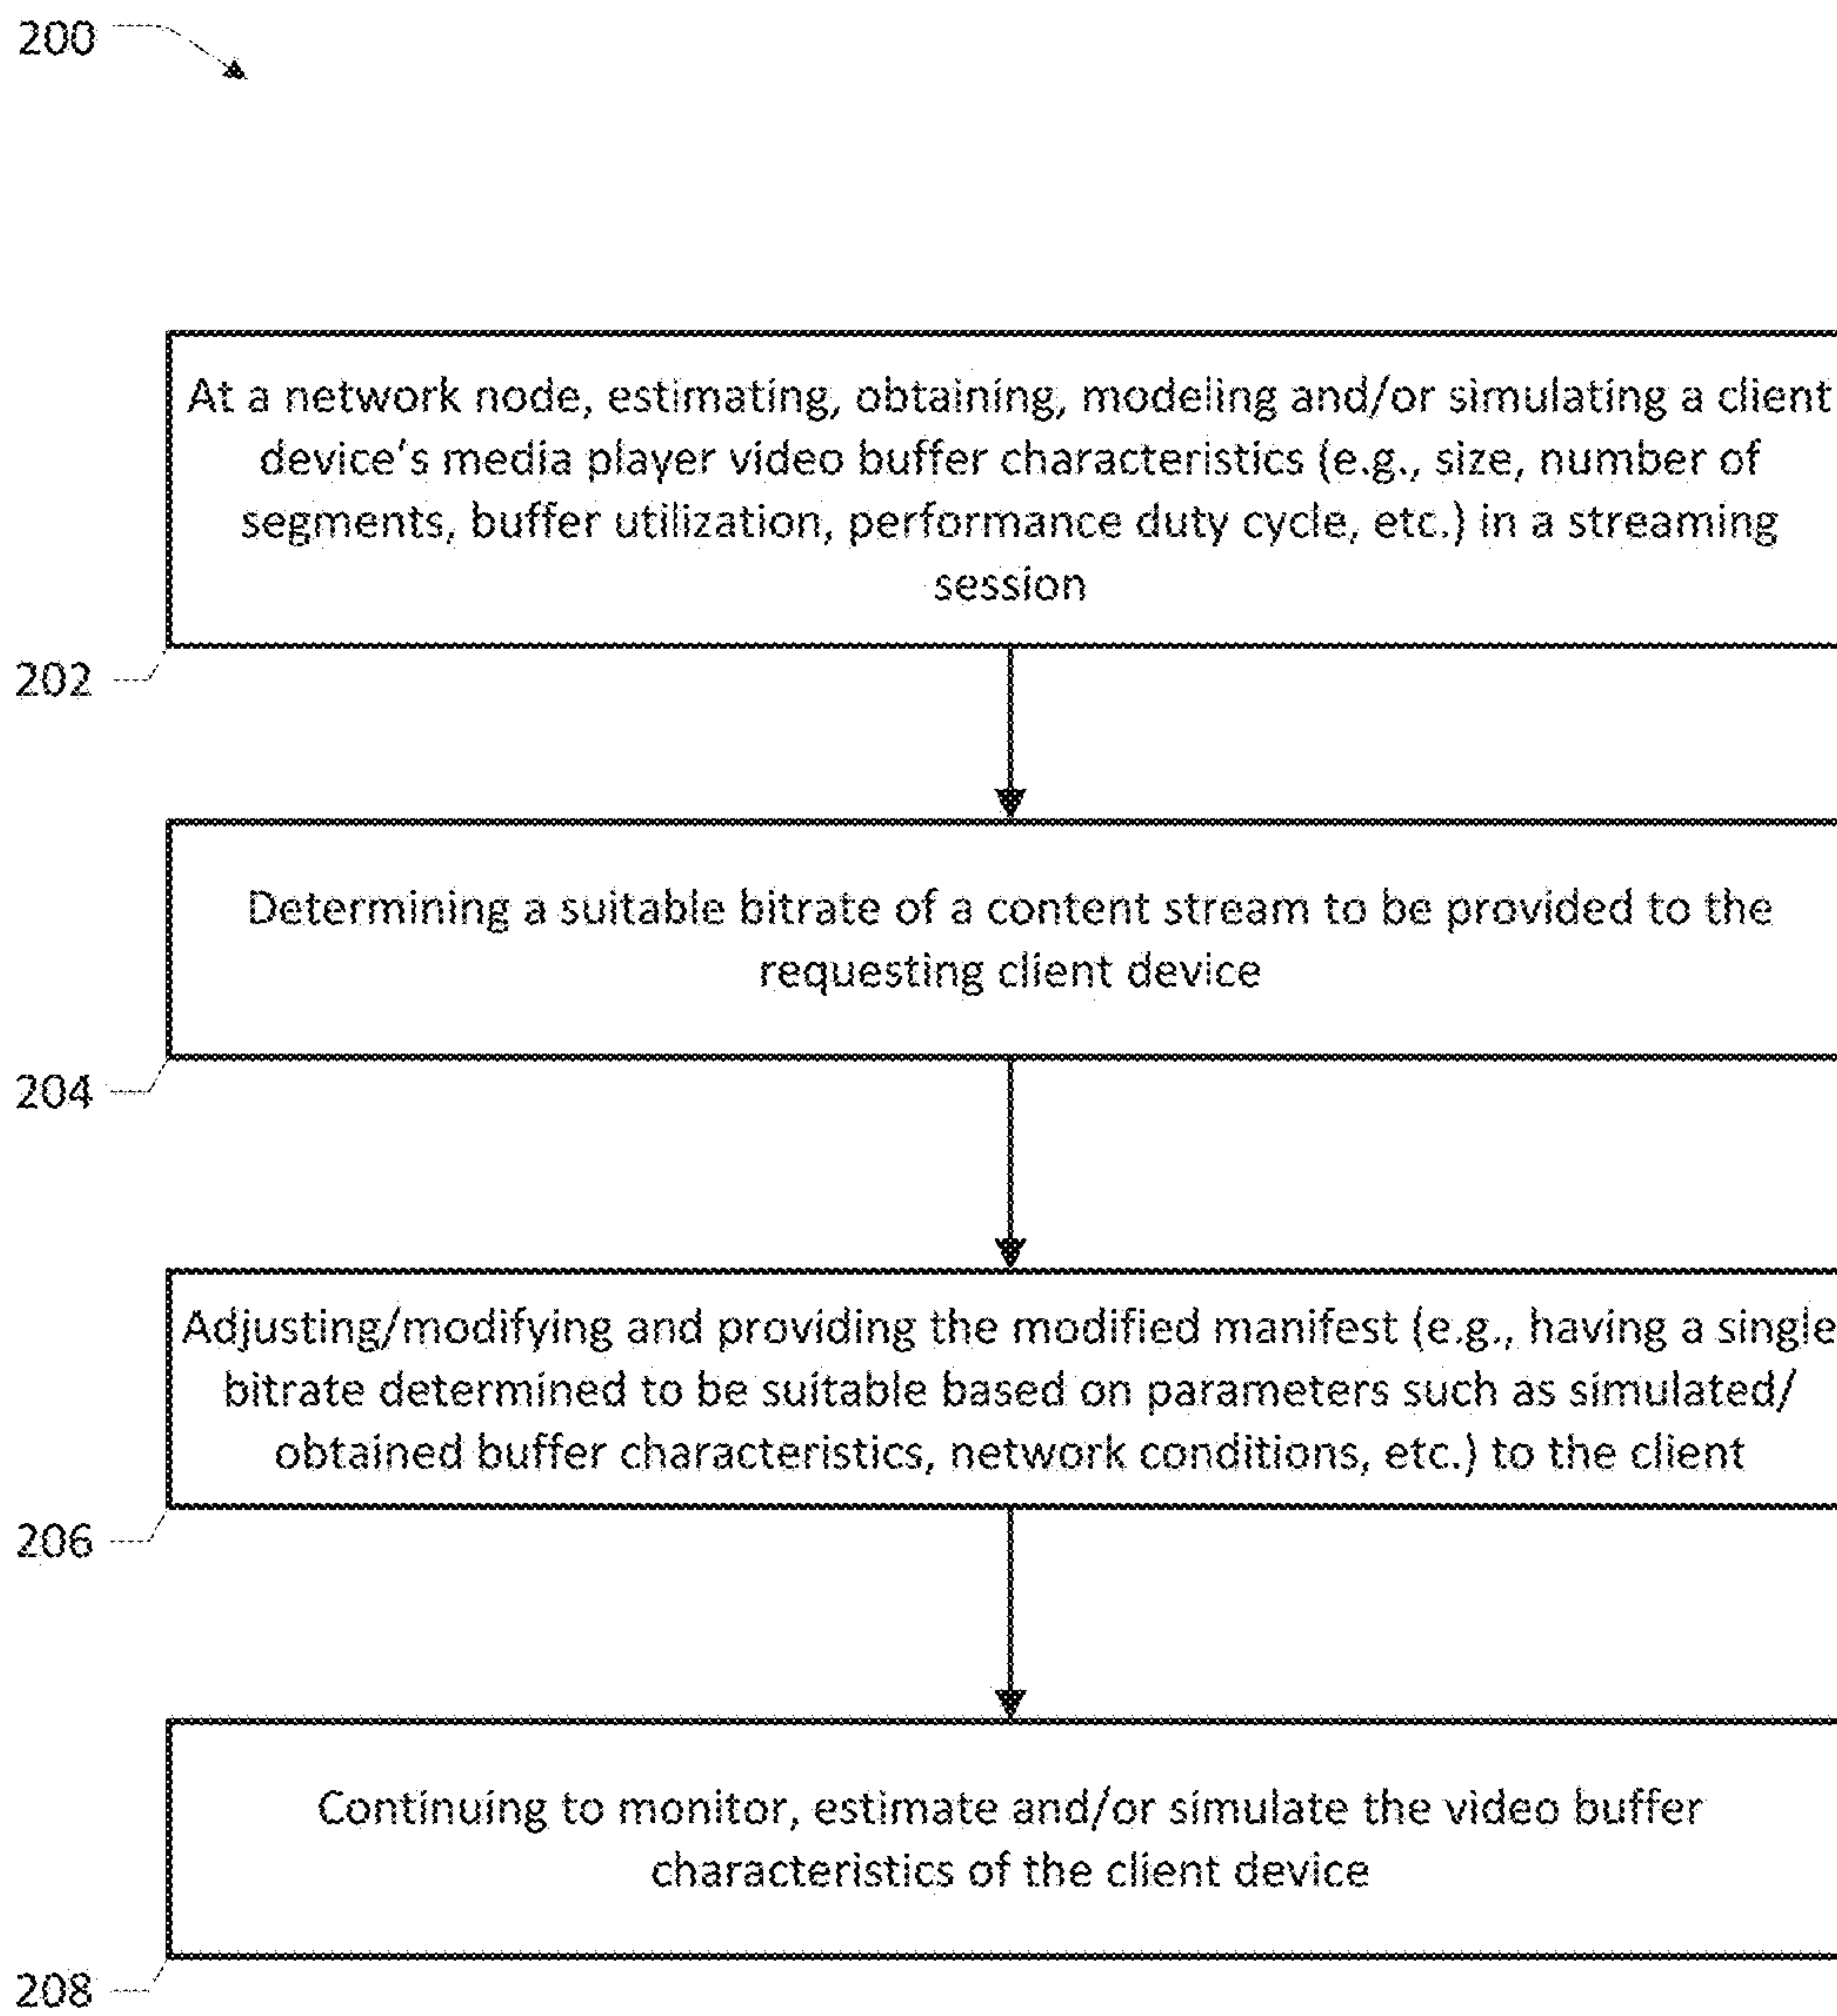 200
At a network node, estimating, obtaining, modeling and/or simulating a client
device's media player video buffer characteristics (e.g., size, number of
segments, buffer utilization, performance duty cycle, etc.) in a streaming
session
202
Determining a suitable bitrate of a content stream to be provided to the
requesting client device
204
Adjusting/modifying and providing the modified manifest (e.g., having a single
bitrate determined to be suitable based on parameters such as simulated/
obtained buffer characteristics, network conditions, etc.) to the client
206
Continuing to monitor, estimate and/or simulate the video buffer
characteristics of the client device
208